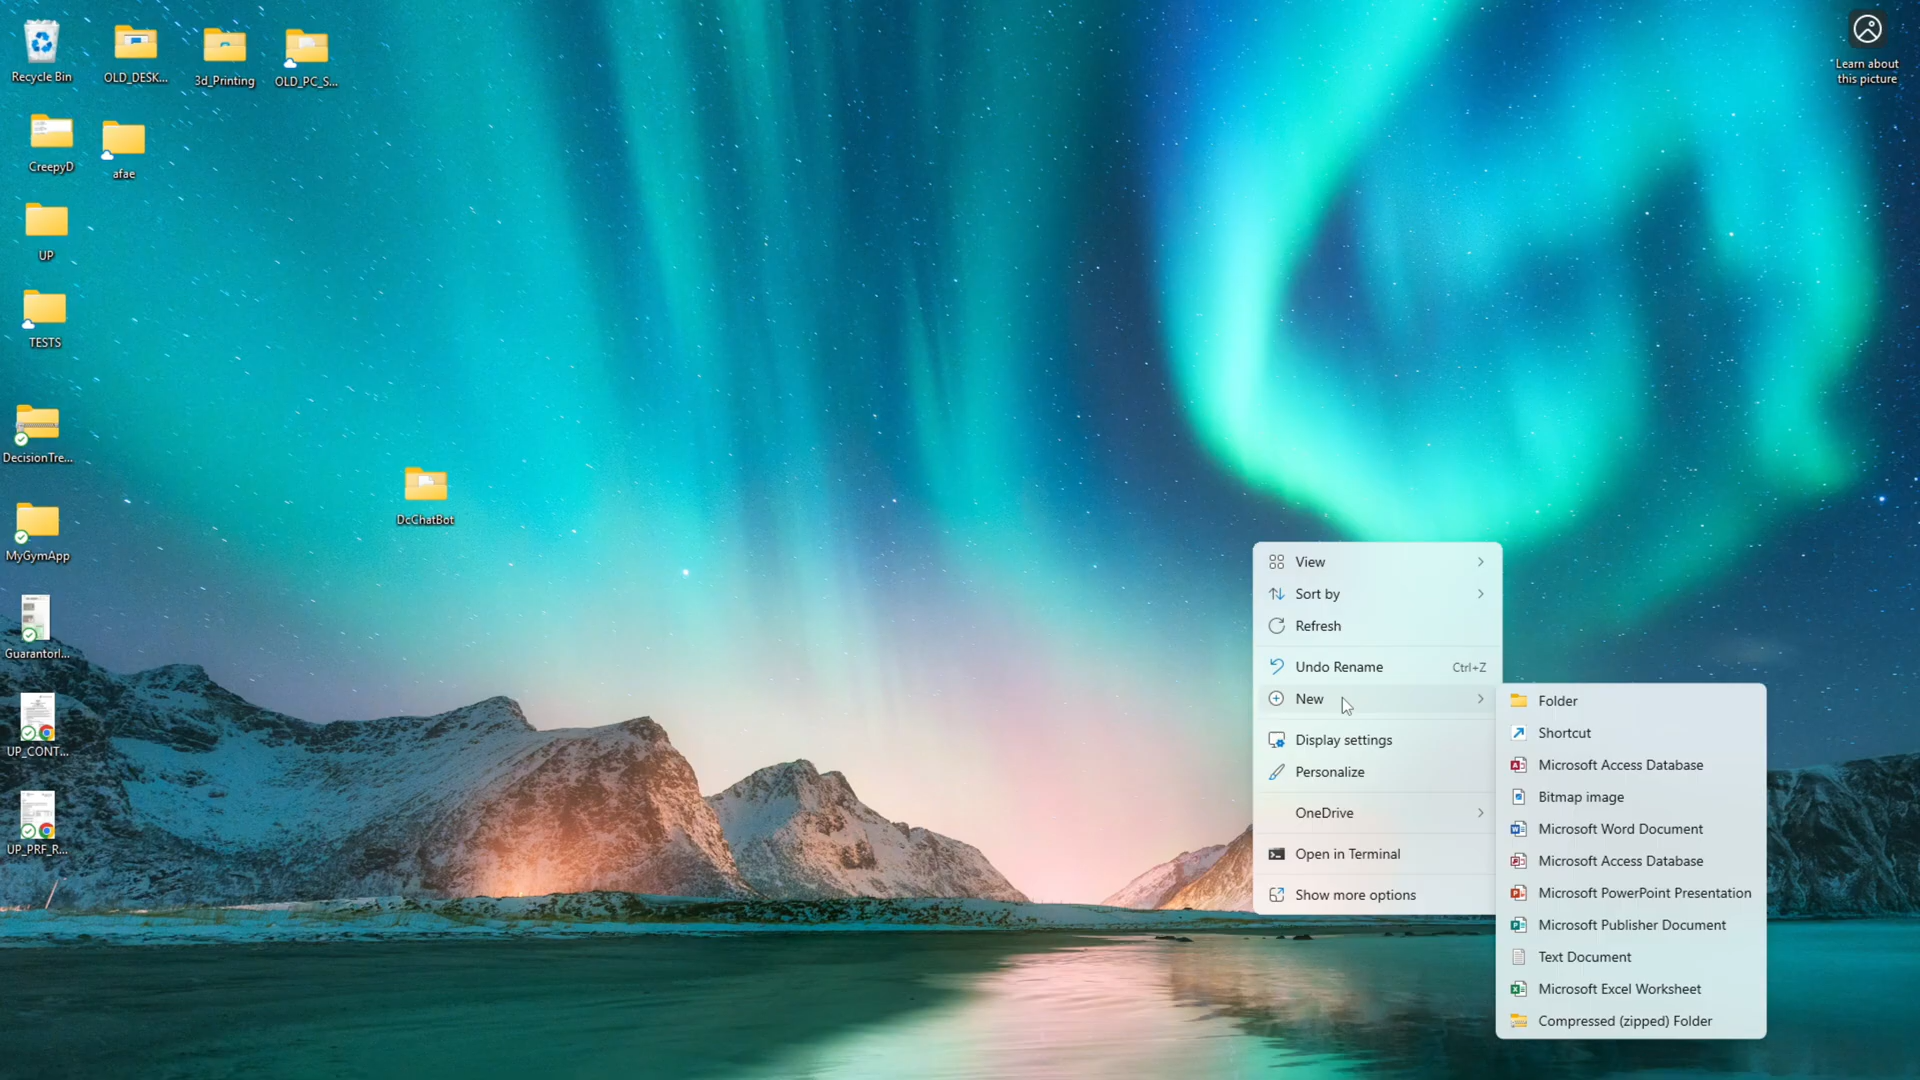 Recycle Bin
OLD_DESK...
3d_Printing
OLD_PC_S...
Learn about
this picture
CreepyD
afae
UP
TESTS
DecisionTre...
DcChatBot
MyGymApp
GuarantorI...
UP_CONT...
UP_PRF_R...
View
Sort by
Refresh
Undo Rename Ctrl+Z
New
Display settings
Personalize
OneDrive
Open in Terminal
Show more options
Folder
Shortcut
Microsoft Access Database
Bitmap image
Microsoft Word Document
Microsoft Access Database
Microsoft PowerPoint Presentation
Microsoft Publisher Document
Text Document
Microsoft Excel Worksheet
Compressed (zipped) Folder